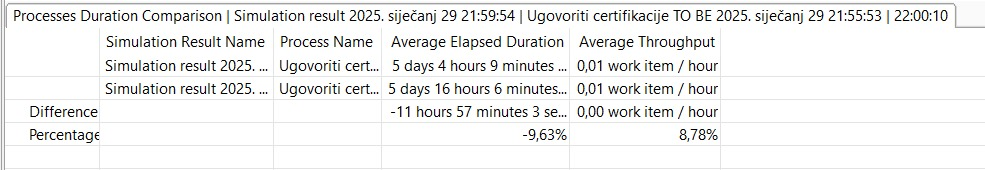 Processes Duration Comparison | Simulation result 2025. siječanj 29 21:59:54 | Ugovoriti certifikacije TO BE 2025. siječanj 29 21:55:53 | 22:00:10
Simulation Result Name Process Name Average Elapsed Duration Average Throughput
Simulation result 2025. ... Ugovoriti cert... 5 days 4 hours 9 minutes ... 0,01 work item / hour
Simulation result 2025. ... Ugovoriti cert... 5 days 16 hours 6 minutes... 0,01 work item / hour
Difference -11 hours 57 minutes 3 se... 0,00 work item / hour
Percentage -9,63% 8,78%